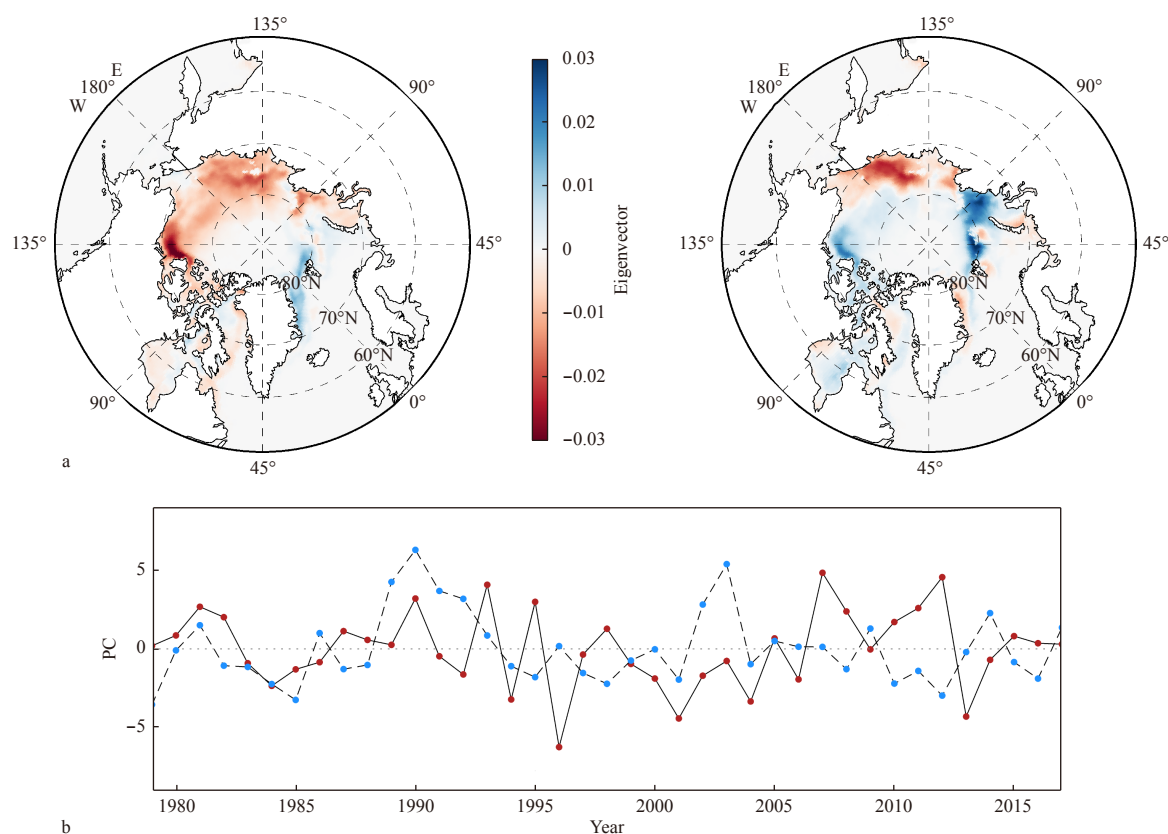 135°
E
180°
W
90°
135°
45°
80°N
70°N
60°N
90°
0°
45°
a
0.03
0.02
0.01
0
−0.01
−0.02
−0.03
Eigenvector
135°
E
180°
W
90°
135°
45°
80°N
70°N
60°N
90°
0°
45°
5
0
−5
PC
1980
1985
1990
1995
2000
2005
2010
2015
b
Year